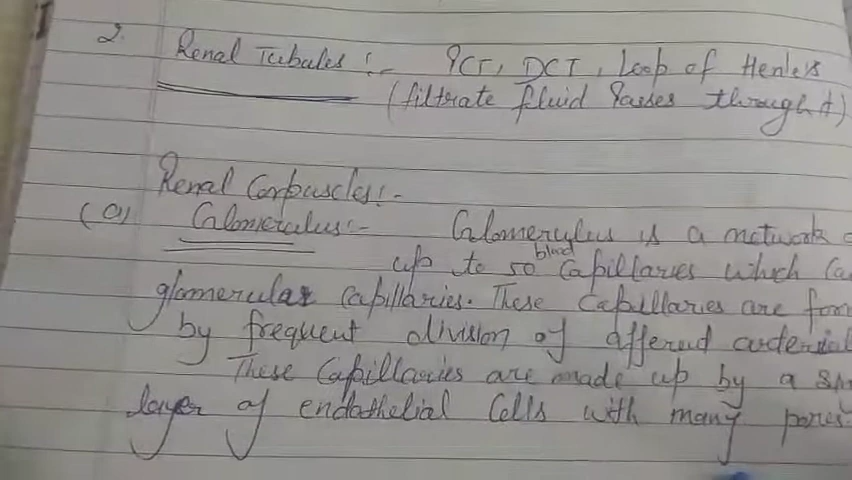 2. Renal Tubules :- PCT, DCT, Loop of Henle's
(filtrate fluid Passes through it)
Renal Corpuscles:-
(a) Glomerulus:- Glomerulus is a network
up to 50 blood Capillaries which
glomerular Capillaries. These Capillaries are
by frequent division of afferend arterial
These Capillaries are made up by a
layer of endothelial Cells with many pores.